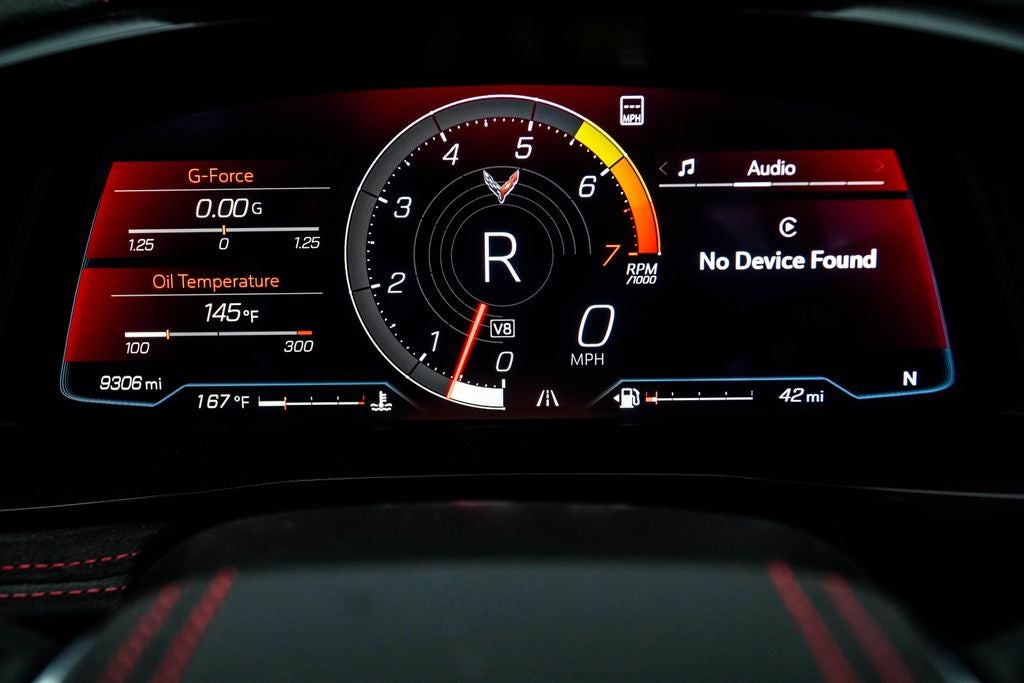 G-Force
0.00 G
1.25 0 1.25
Oil Temperature
145 °F
100 300
9306 mi
167 °F
0
1
2
3
4
5
6
7
RPM
/1000
R
V8
0
MPH
--- MPH
Audio
No Device Found
42 mi
N